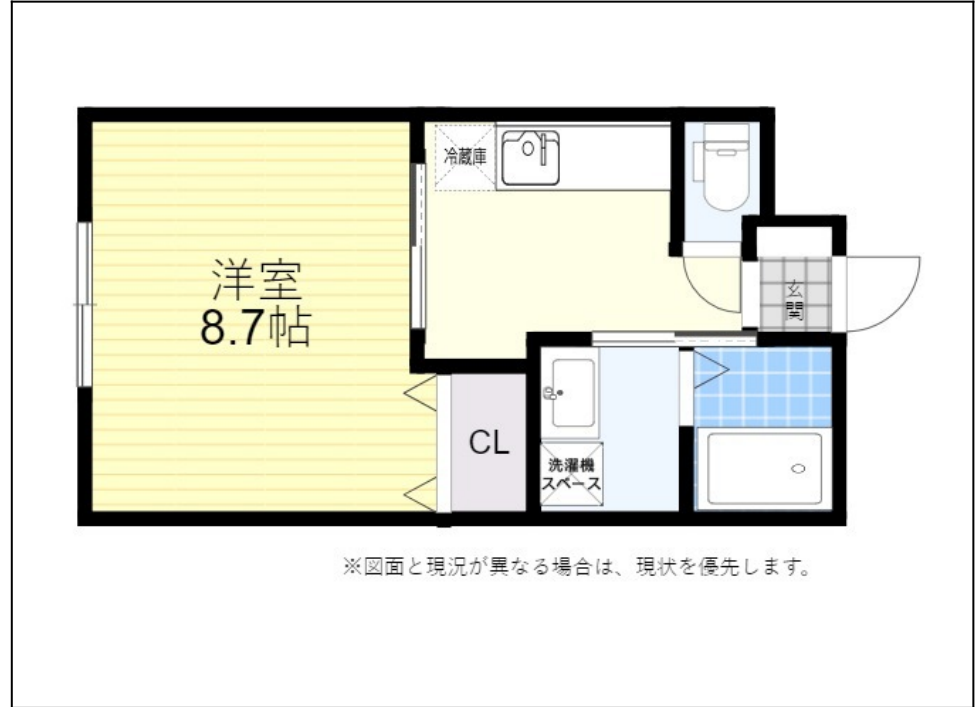 冷蔵庫
洋室
8.7帖
玄
関
CL
洗濯機
スペース
※図面と現況が異なる場合は、現状を優先します。